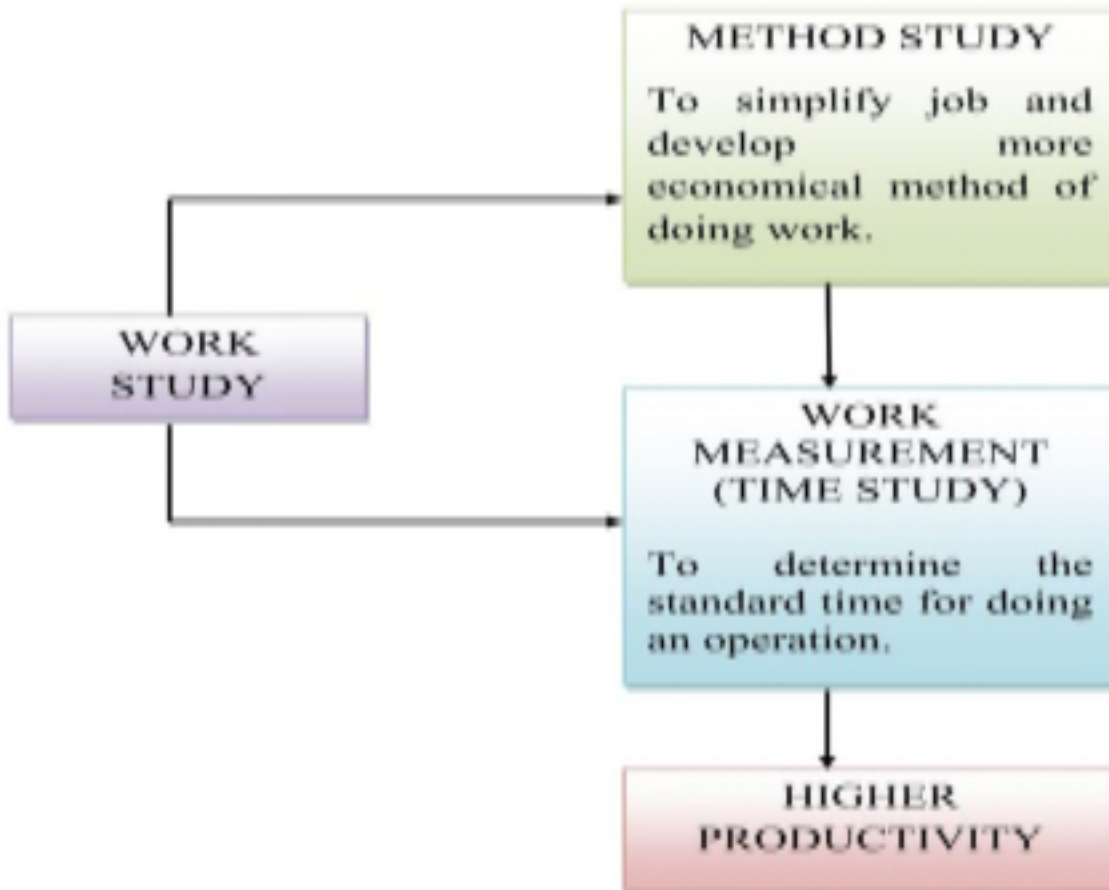 METHOD STUDY
To simplify job and
develop more
economical method of
doing work.
WORK
STUDY
WORK
MEASUREMENT
(TIME STUDY)
To determine the
standard time for doing
an operation.
HIGHER
PRODUCTIVITY